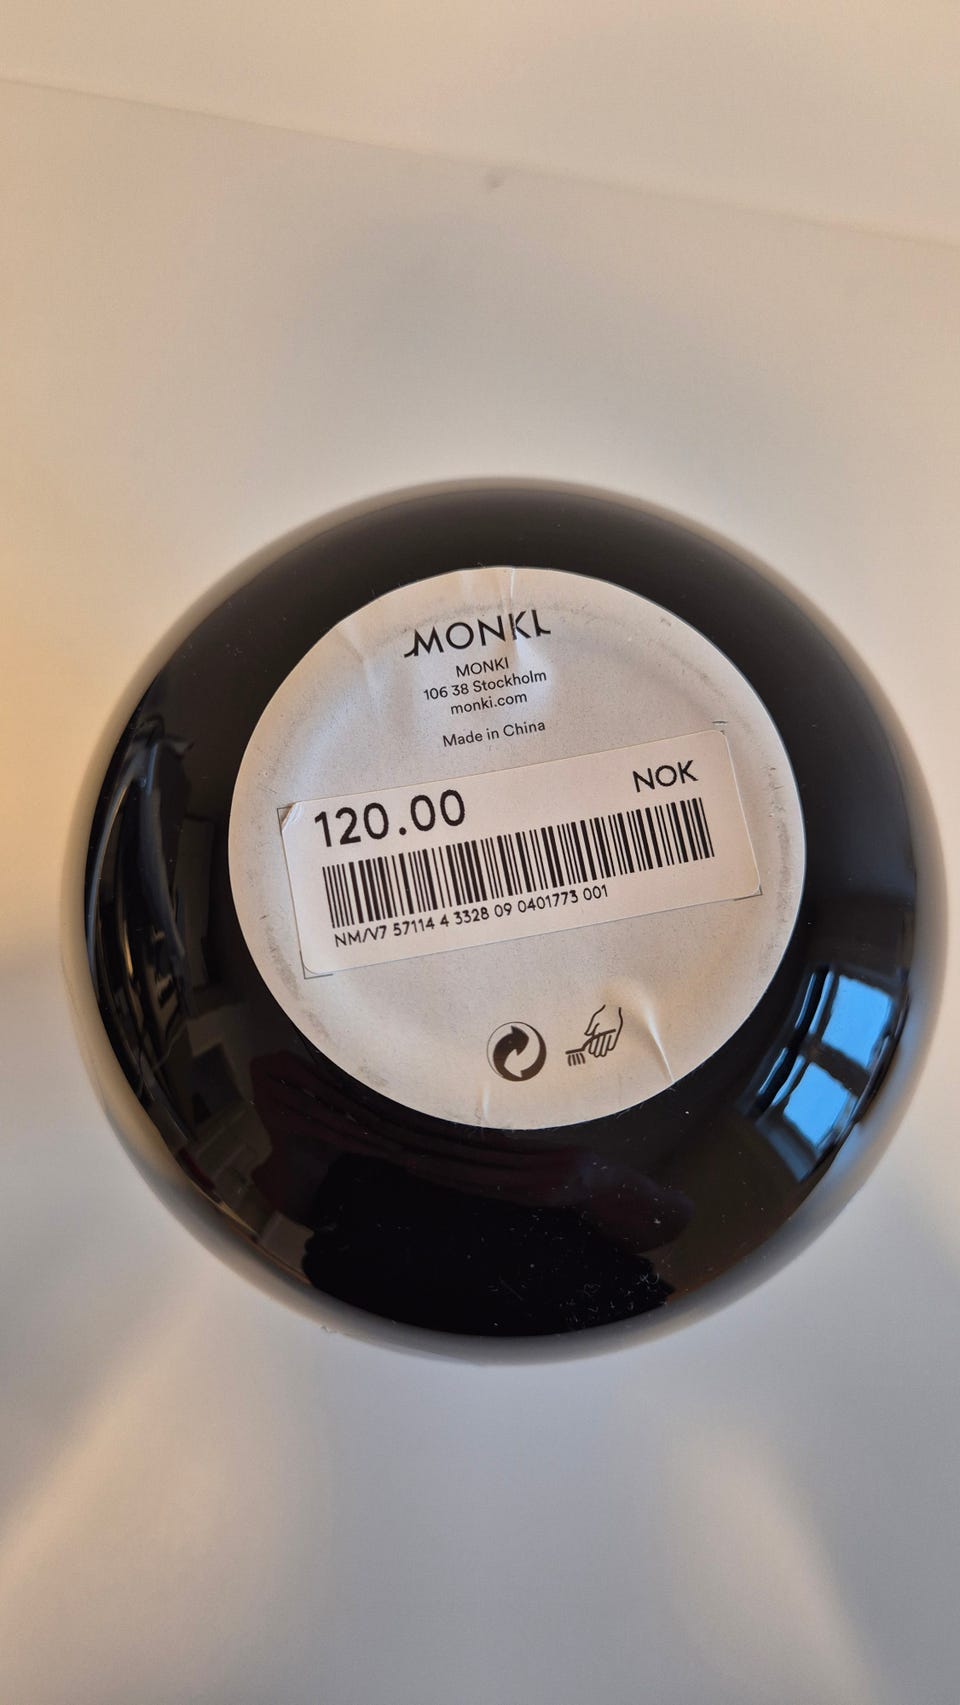 MONKI
MONKI
106 38 Stockholm
monki.com
Made in China
120.00 NOK
NM/V7 57114 4 3328 09 0401773 001